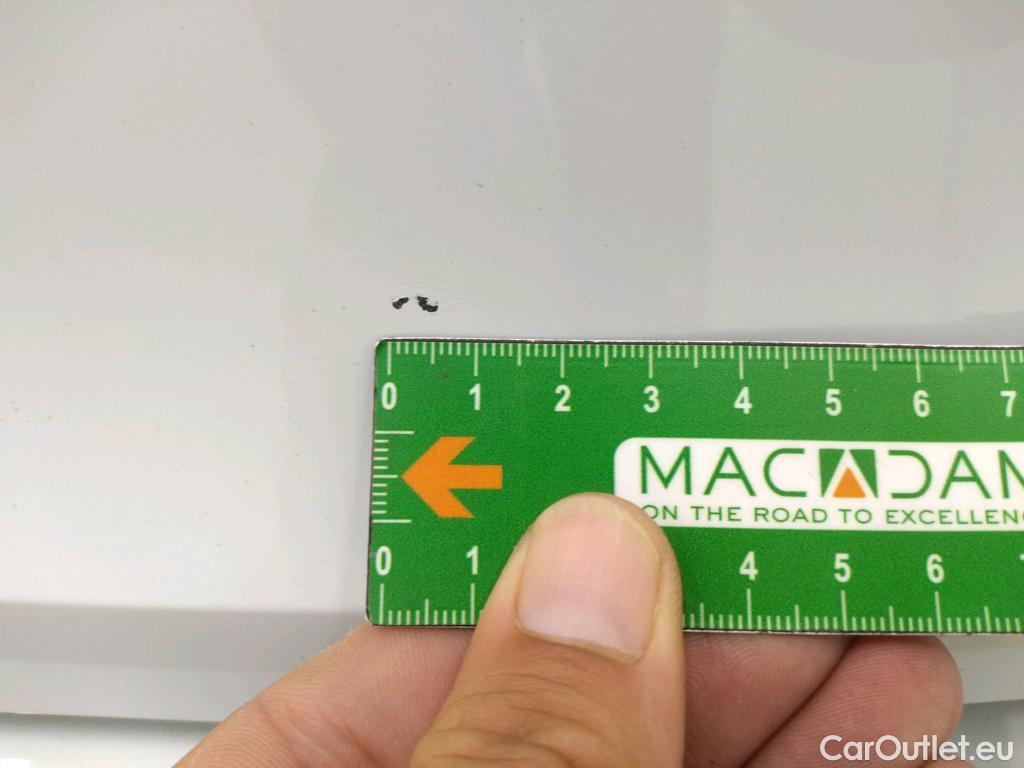 0 1 2 3 4 5 6 7
MACADAM
ON THE ROAD TO
0 1 4 5 6
CarOutlet.eu